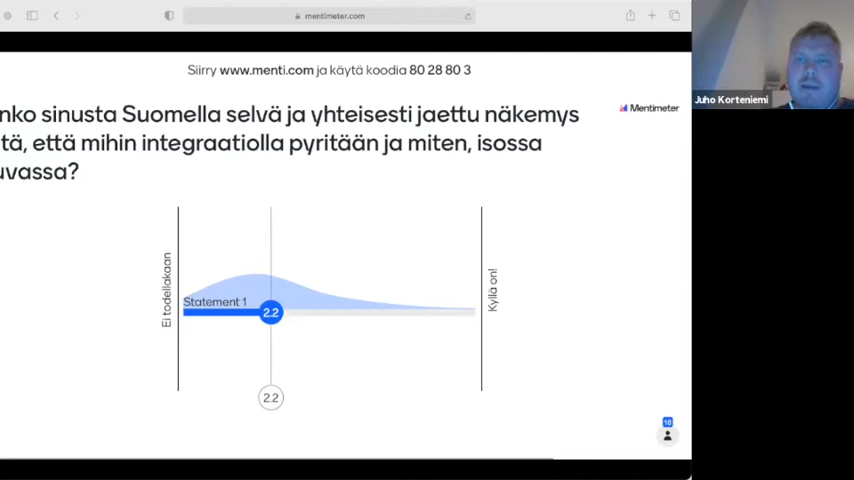 mentimeter.com
Siirry www.menti.com ja käytä koodia 80 28 80 3
Mentimeter
nko sinusta Suomella selvä ja yhteisesti jaettu näkemys
tä, että mihin integraatiolla pyritään ja miten, isossa
uvassa?
Ei todellakaan
Statement 1
2.2
Kyllä on!
2.2
18
Juho Korteniemi